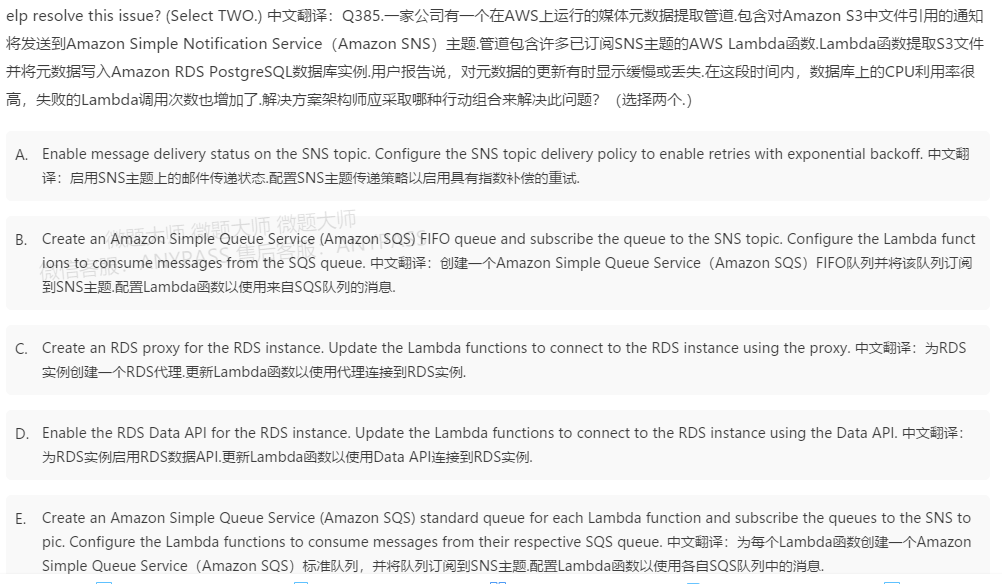 elp resolve this issue? (Select TWO.) 中文翻译：Q385.一家公司有一个在AWS上运行的媒体元数据提取管道.包含对Amazon S3中文件引用的通知
将发送到Amazon Simple Notification Service（Amazon SNS）主题.管道包含许多已订阅SNS主题的AWS Lambda函数.Lambda函数提取S3文件
并将元数据写入Amazon RDS PostgreSQL数据库实例.用户报告说，对元数据的更新有时显示缓慢或丢失.在这段时间内，数据库上的CPU利用率很
高，失败的Lambda调用次数也增加了.解决方案架构师应采取哪种行动组合来解决此问题？（选择两个.）
A. Enable message delivery status on the SNS topic. Configure the SNS topic delivery policy to enable retries with exponential backoff. 中文翻
译：启用SNS主题上的邮件传递状态.配置SNS主题传递策略以启用具有指数补偿的重试.
微题大师 微题大师 微题大师
B. Create an Amazon Simple Queue Service (Amazon SQS) FIFO queue and subscribe the queue to the SNS topic. Configure the Lambda funct
微信客服：ANYPASS 售后客服：ANYPASS
ions to consume messages from the SQS queue. 中文翻译：创建一个Amazon Simple Queue Service（Amazon SQS）FIFO队列并将该队列订阅
到SNS主题.配置Lambda函数以使用来自SQS队列的消息.
C. Create an RDS proxy for the RDS instance. Update the Lambda functions to connect to the RDS instance using the proxy. 中文翻译：为RDS
实例创建一个RDS代理.更新Lambda函数以使用代理连接到RDS实例.
D. Enable the RDS Data API for the RDS instance. Update the Lambda functions to connect to the RDS instance using the Data API. 中文翻译：
为RDS实例启用RDS数据API.更新Lambda函数以使用Data API连接到RDS实例.
E. Create an Amazon Simple Queue Service (Amazon SQS) standard queue for each Lambda function and subscribe the queues to the SNS to
pic. Configure the Lambda functions to consume messages from their respective SQS queue. 中文翻译：为每个Lambda函数创建一个Amazon
Simple Queue Service（Amazon SQS）标准队列，并将队列订阅到SNS主题.配置Lambda函数以使用各自SQS队列中的消息.